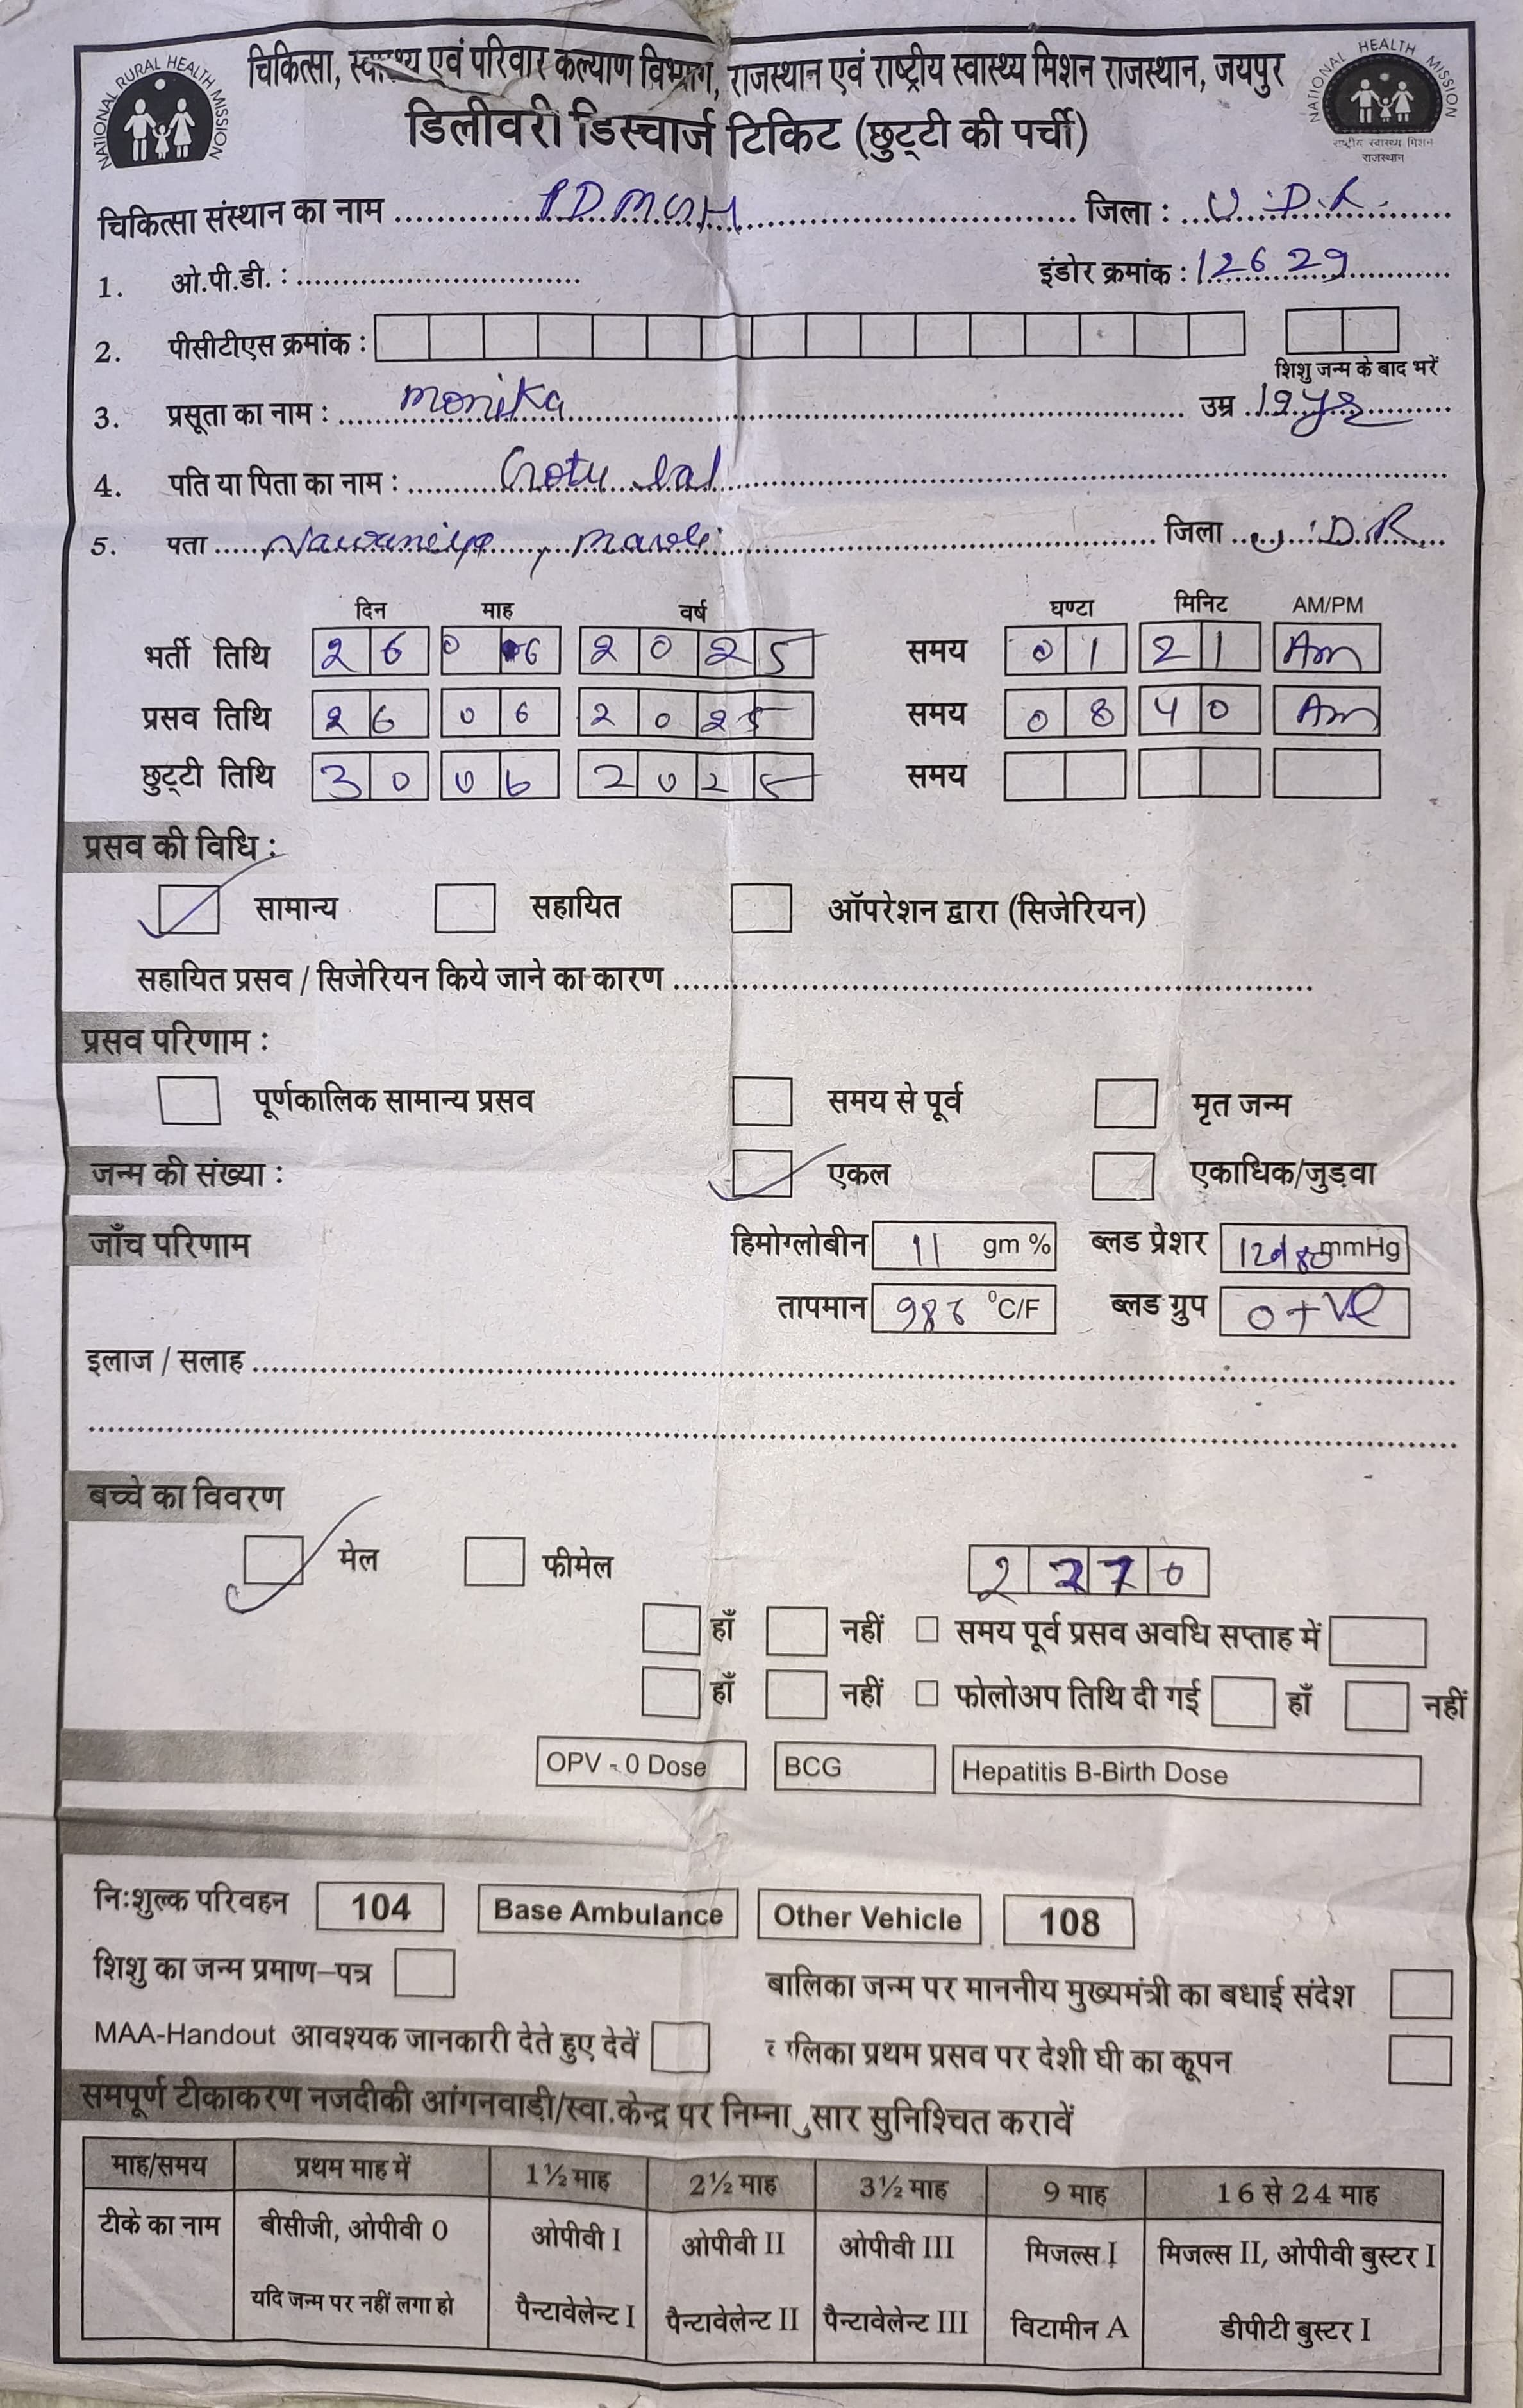 NATIONAL RURAL HEALTH MISSION
NATIONAL HEALTH MISSION
राष्ट्रीय स्वास्थ्य मिशन
राजस्थान
चिकित्सा, स्वास्थ्य एवं परिवार कल्याण विभाग, राजस्थान एवं राष्ट्रीय स्वास्थ्य मिशन राजस्थान, जयपुर
डिलीवरी डिस्चार्ज टिकिट (छुट्टी की पर्ची)
चिकित्सा संस्थान का नाम ........ जिला : U.D.R.
1. ओ.पी.डी. : ........ इंडोर क्रमांक : 12629
2. पीसीटीएस क्रमांक :
शिशु जन्म के बाद भरें
3. प्रसूता का नाम : Monika उम्र 19 yr
4. पति या पिता का नाम : Gotu lal
5. पता ........ जिला U.D.R.
दिन माह वर्ष घण्टा मिनिट AM/PM
भर्ती तिथि 26 06 2025 समय 01 21 Am
प्रसव तिथि 26 06 2025 समय 08 40 Am
छुट्टी तिथि 30 06 2025 समय
प्रसव की विधि :
सामान्य सहायित ऑपरेशन द्वारा (सिजेरियन)
सहायित प्रसव / सिजेरियन किये जाने का कारण ........
प्रसव परिणाम :
पूर्णकालिक सामान्य प्रसव समय से पूर्व मृत जन्म
जन्म की संख्या : एकल एकाधिक/जुड़वा
जाँच परिणाम हिमोग्लोबीन 11 gm % ब्लड प्रेशर 120/80 mmHg
तापमान 986 °C/F ब्लड ग्रुप O+ve
इलाज / सलाह ........
बच्चे का विवरण
मेल फीमेल 2270
हाँ नहीं समय पूर्व प्रसव अवधि सप्ताह में
हाँ नहीं फोलोअप तिथि दी गई हाँ नहीं
OPV - 0 Dose BCG Hepatitis B-Birth Dose
निःशुल्क परिवहन 104 Base Ambulance Other Vehicle 108
शिशु का जन्म प्रमाण-पत्र बालिका जन्म पर माननीय मुख्यमंत्री का बधाई संदेश
MAA-Handout आवश्यक जानकारी देते हुए देवें लिका प्रथम प्रसव पर देशी घी का कूपन
समपूर्ण टीकाकरण नजदीकी आंगनवाडी/स्वा.केन्द्र पर निम्नानुसार सुनिश्चित करावें
माह/समय प्रथम माह में 1½ माह 2½ माह 3½ माह 9 माह 16 से 24 माह
टीके का नाम बीसीजी, ओपीवी 0 ओपीवी I ओपीवी II ओपीवी III मिजल्स I मिजल्स II, ओपीवी बुस्टर I
यदि जन्म पर नहीं लगा हो पैन्टावेलेन्ट I पैन्टावेलेन्ट II पैन्टावेलेन्ट III विटामीन A डीपीटी बुस्टर I